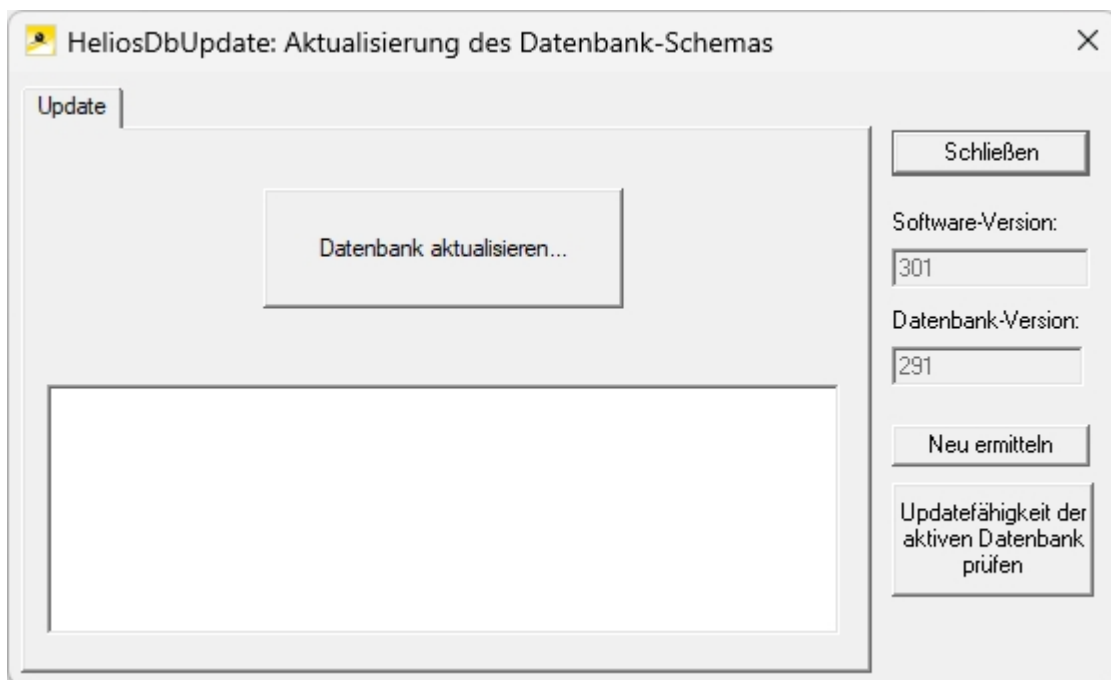 HeliosDbUpdate: Aktualisierung des Datenbank-Schemas
Update
Datenbank aktualisieren...
Schließen
Software-Version:
301
Datenbank-Version:
291
Neu ermitteln
Updatefähigkeit der
aktiven Datenbank
prüfen